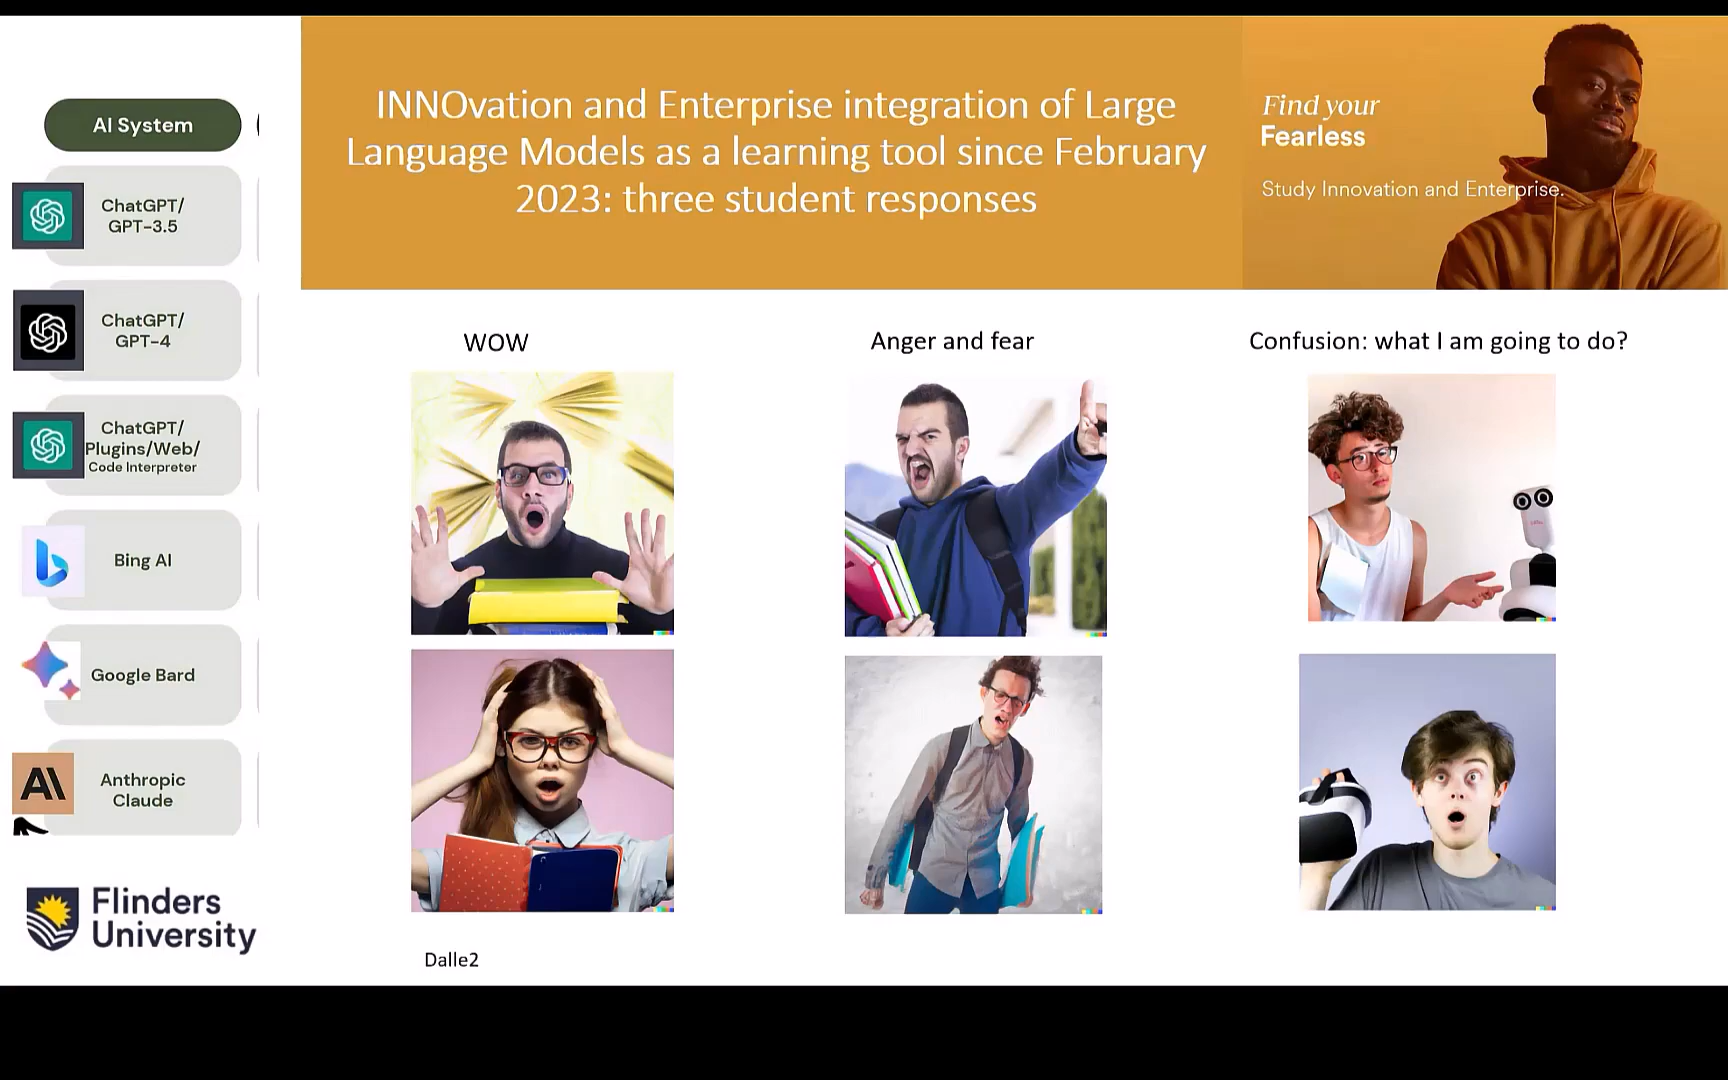 AI System
ChatGPT/
GPT-3.5
ChatGPT/
GPT-4
ChatGPT/
Plugins/Web/
Code Interpreter
Bing AI
Google Bard
Anthropic
Claude
Flinders
University
INNOvation and Enterprise integration of Large
Language Models as a learning tool since February
2023: three student responses
Find your
Fearless
Study Innovation and Enterprise.
WOW
Anger and fear
Confusion: what I am going to do?
Dalle2